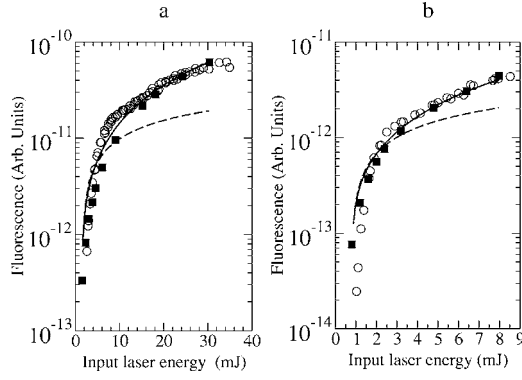 a
b
10^-10
10^-11
10^-12
10^-13
Fluorescence (Arb. Units)
0 10 20 30 40
Input laser energy (mJ)
10^-11
10^-12
10^-13
10^-14
Fluorescence (Arb. Units)
0 1 2 3 4 5 6 7 8 9
Input laser energy (mJ)